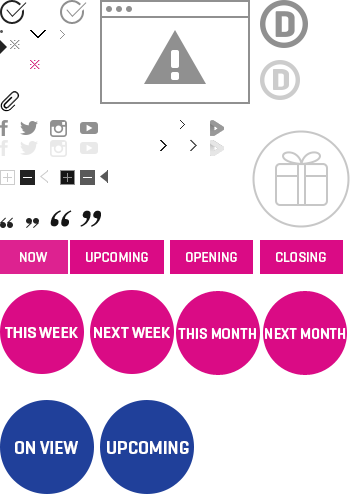 D
D
NOW UPCOMING OPENING CLOSING
THIS WEEK NEXT WEEK THIS MONTH NEXT MONTH
ON VIEW UPCOMING